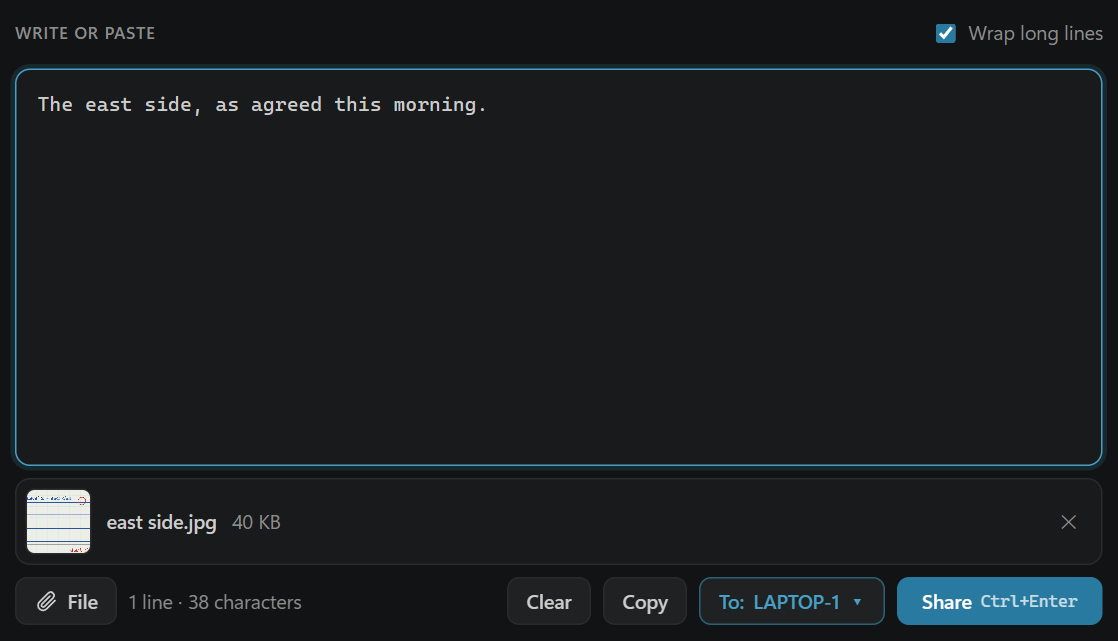 WRITE OR PASTE
Wrap long lines
The east side, as agreed this morning.
east side.jpg 40 KB
File
1 line · 38 characters
Clear
Copy
To: LAPTOP-1
Share Ctrl+Enter